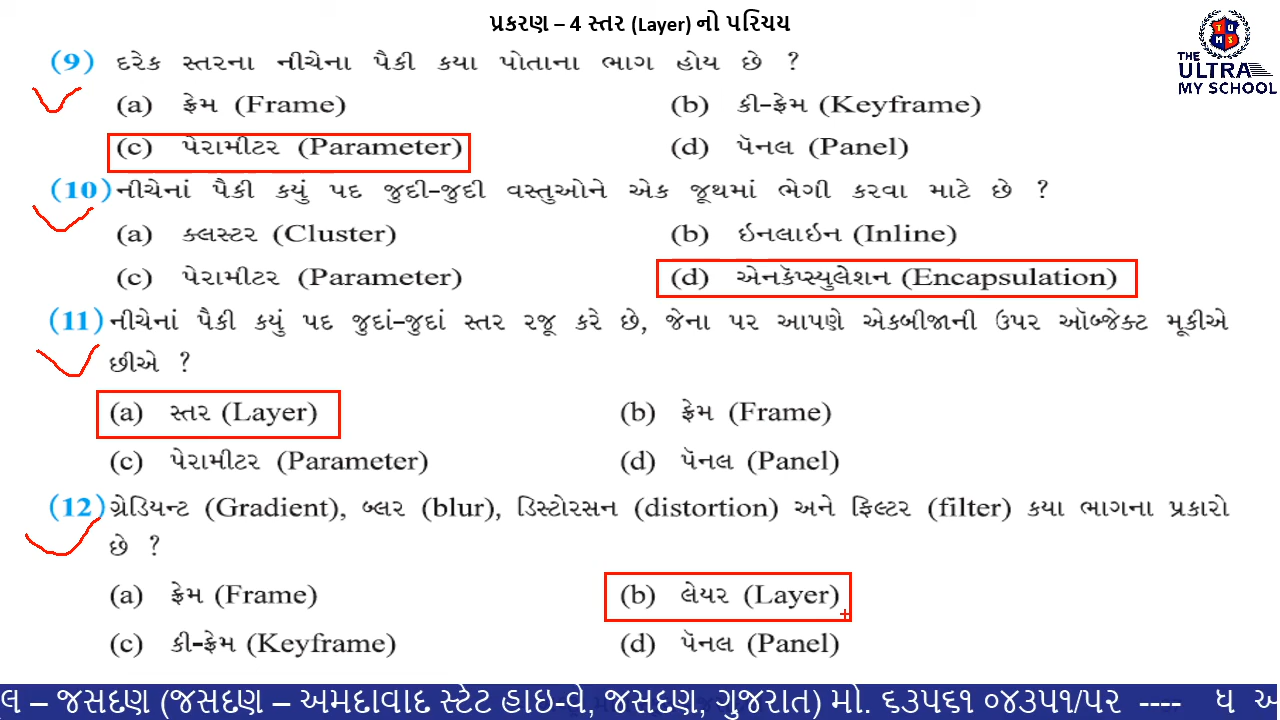 પ્રકરણ – 4 સ્તર (Layer) નો પરિચય
THE
ULTRA
MY SCHOOL
(9) દરેક સ્તરના નીચેના પૈકી કયા પોતાના ભાગ હોય છે ?
(a) ફ્રેમ (Frame) (b) કી-ફ્રેમ (Keyframe)
(c) પેરામીટર (Parameter) (d) પૅનલ (Panel)
(10) નીચેનાં પૈકી કયું પદ જુદી-જુદી વસ્તુઓને એક જૂથમાં ભેગી કરવા માટે છે ?
(a) ક્લસ્ટર (Cluster) (b) ઇનલાઇન (Inline)
(c) પેરામીટર (Parameter) (d) એનકૅપ્સ્યુલેશન (Encapsulation)
(11) નીચેનાં પૈકી કયું પદ જુદાં-જુદાં સ્તર રજૂ કરે છે, જેના પર આપણે એકબીજાની ઉપર ઑબ્જેક્ટ મૂકીએ
છીએ ?
(a) સ્તર (Layer) (b) ફ્રેમ (Frame)
(c) પેરામીટર (Parameter) (d) પૅનલ (Panel)
(12) ગ્રેડિયન્ટ (Gradient), બ્લર (blur), ડિસ્ટોરસન (distortion) અને ફિલ્ટર (filter) કયા ભાગના પ્રકારો
છે ?
(a) ફ્રેમ (Frame) (b) લેયર (Layer)
(c) કી-ફ્રેમ (Keyframe) (d) પૅનલ (Panel)
લ – જસદણ (જસદણ – અમદાવાદ સ્ટેટ હાઇ-વે, જસદણ, ગુજરાત) મો. ૬૩૫૬૧ ૦૪૩૫૧/૫૨ ---- ધ અ